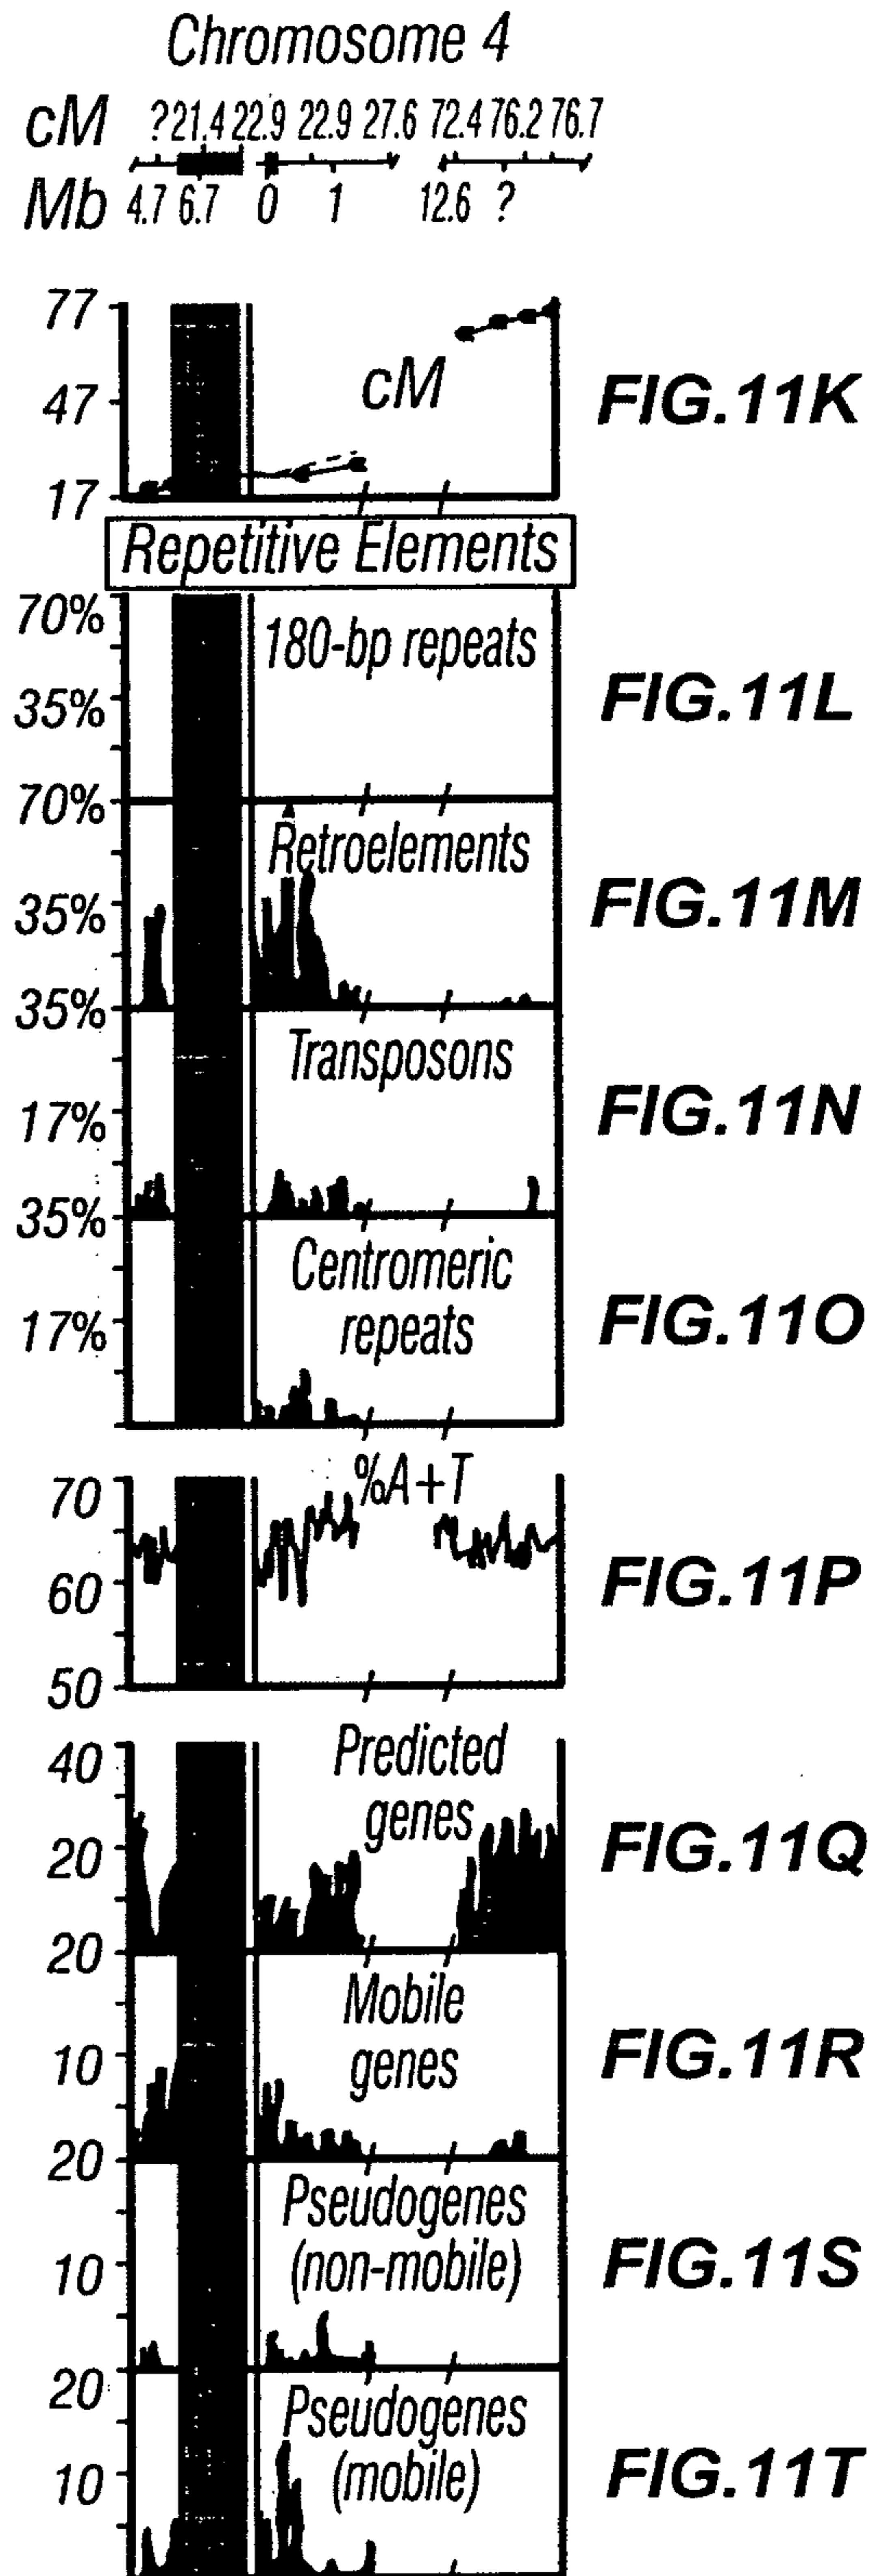 Chromosome 4
cM ?21.4 22.9 22.9 27.6 72.4 76.2 76.7
Mb 4.7 6.7 0 1 12.6 ?
77
47
17
cM
FIG.11K
Repetitive Elements
70%
35%
180-bp repeats
FIG.11L
70%
35%
Retroelements
FIG.11M
35%
17%
Transposons
FIG.11N
35%
17%
Centromeric
repeats
FIG.11O
%A+T
70
60
50
FIG.11P
40
20
Predicted
genes
FIG.11Q
20
10
Mobile
genes
FIG.11R
20
10
Pseudogenes
(non-mobile)
FIG.11S
20
10
Pseudogenes
(mobile)
FIG.11T